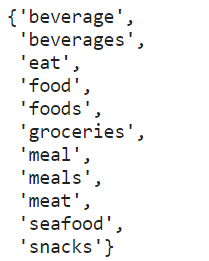 {'beverage',
'beverages',
'eat',
'food',
'foods',
'groceries',
'meal',
'meals',
'meat',
'seafood',
'snacks'}